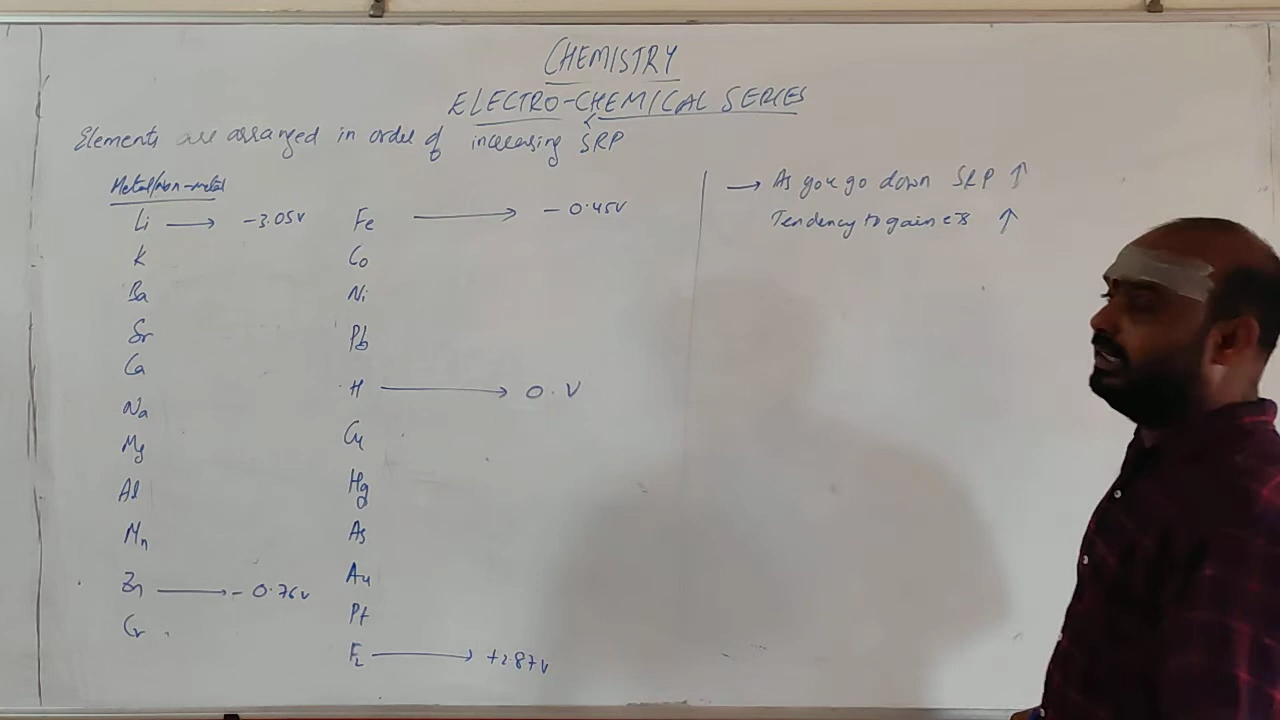 CHEMISTRY
ELECTRO-CHEMICAL SERIES
Elements are arranged in order of increasing SRP
Metal/non-metal
Li → -3.05V
K
Ba
Sr
Ca
Na
Mg
Al
Mn
Zn → - 0.76V
Cr
Fe → - 0.45V
Co
Ni
Pb
H → 0.V
Cu
Hg
As
Au
Pt
F2 → +2.87V
→ As you go down SRP ↑
Tendency to gain e⁻s ↑